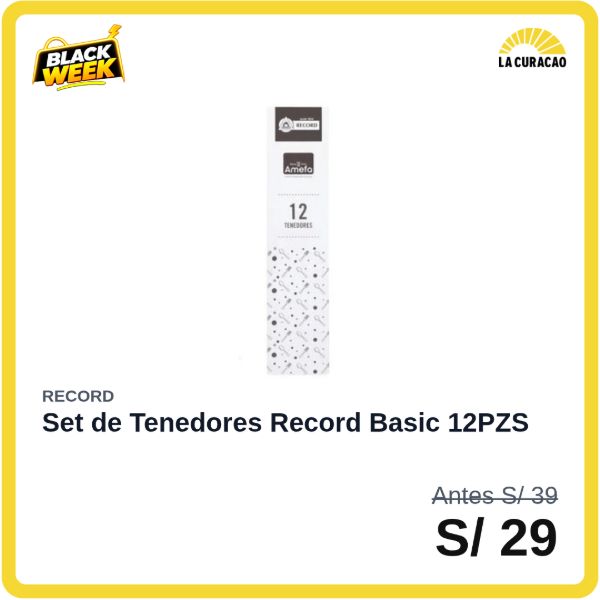 BLACK
WEEK
LA CURACAO
RECORD
Amefa
12
TENEDORES
RECORD
Set de Tenedores Record Basic 12PZS
Antes S/ 39
S/ 29